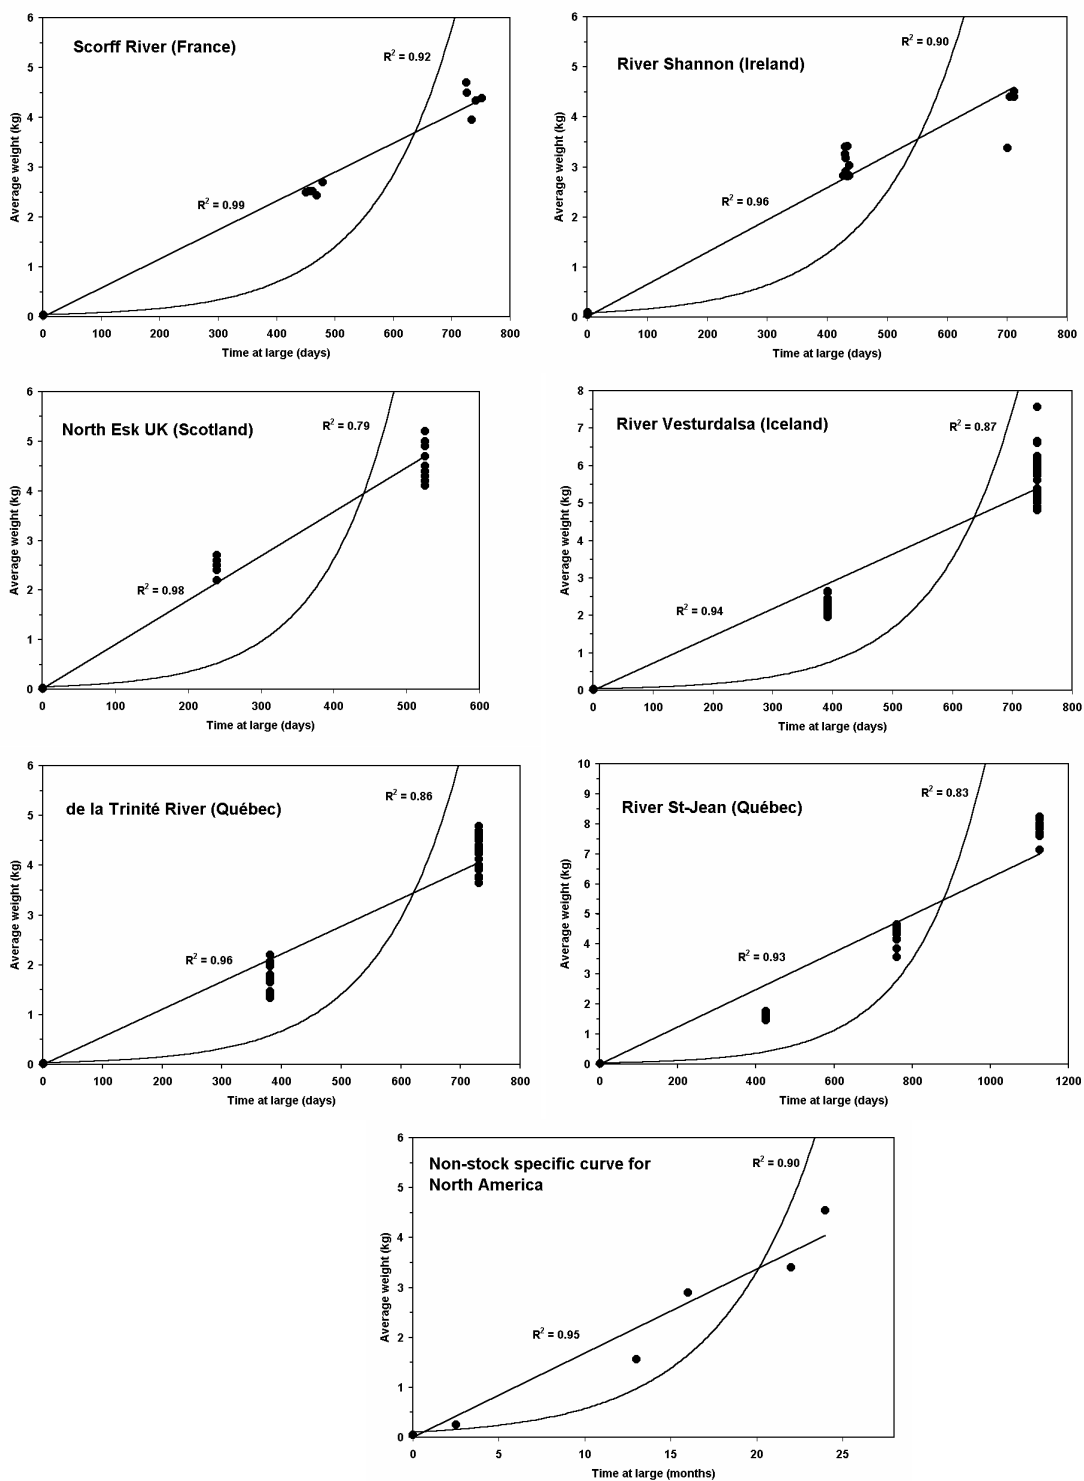 Scorff River (France)
R² = 0.92
R² = 0.99
Average weight (kg)
6
5
4
3
2
1
0
0 100 200 300 400 500 600 700 800
Time at large (days)
River Shannon (Ireland)
R² = 0.90
R² = 0.96
Average weight (kg)
6
5
4
3
2
1
0
0 100 200 300 400 500 600 700 800
Time at large (days)
North Esk UK (Scotland)
R² = 0.79
R² = 0.98
Average weight (kg)
6
5
4
3
2
1
0
0 100 200 300 400 500 600
Time at large (days)
River Vesturdalsa (Iceland)
R² = 0.87
R² = 0.94
Average weight (kg)
8
7
6
5
4
3
2
1
0
0 100 200 300 400 500 600 700 800
Time at large (days)
de la Trinité River (Québec)
R² = 0.86
R² = 0.96
Average weight (kg)
6
5
4
3
2
1
0
0 100 200 300 400 500 600 700 800
Time at large (days)
River St-Jean (Québec)
R² = 0.83
R² = 0.93
Average weight (kg)
10
9
8
7
6
5
4
3
2
1
0
0 200 400 600 800 1000 1200
Time at large (days)
Non-stock specific curve for
North America
R² = 0.90
R² = 0.95
Average weight (kg)
6
5
4
3
2
1
0
0 5 10 15 20 25
Time at large (months)